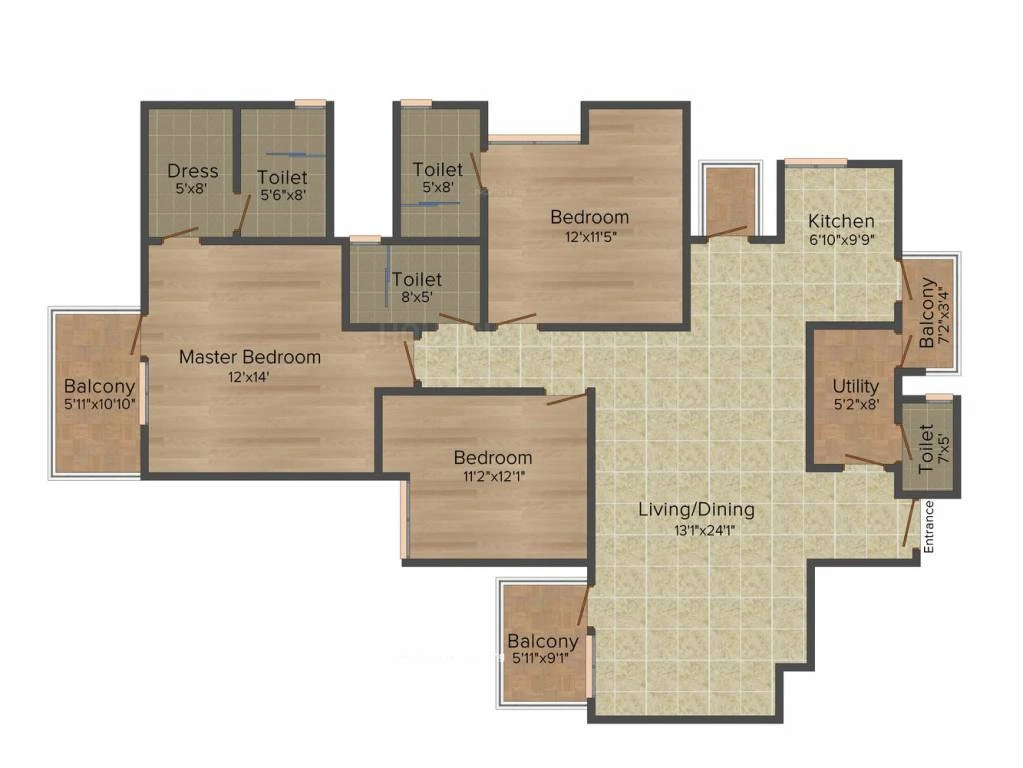 Dress
5'x8'
Toilet
5'6"x8'
Toilet
5'x8'
Bedroom
12'x11'5"
Kitchen
6'10"x9'9"
Toilet
8'x5'
Balcony
7'2"x3'4"
Master Bedroom
12'x14'
Balcony
5'11"x10'10"
Utility
5'2"x8'
Toilet
7'x5'
Bedroom
11'2"x12'1"
Living/Dining
13'1"x24'1"
Entrance
Balcony
5'11"x9'1"